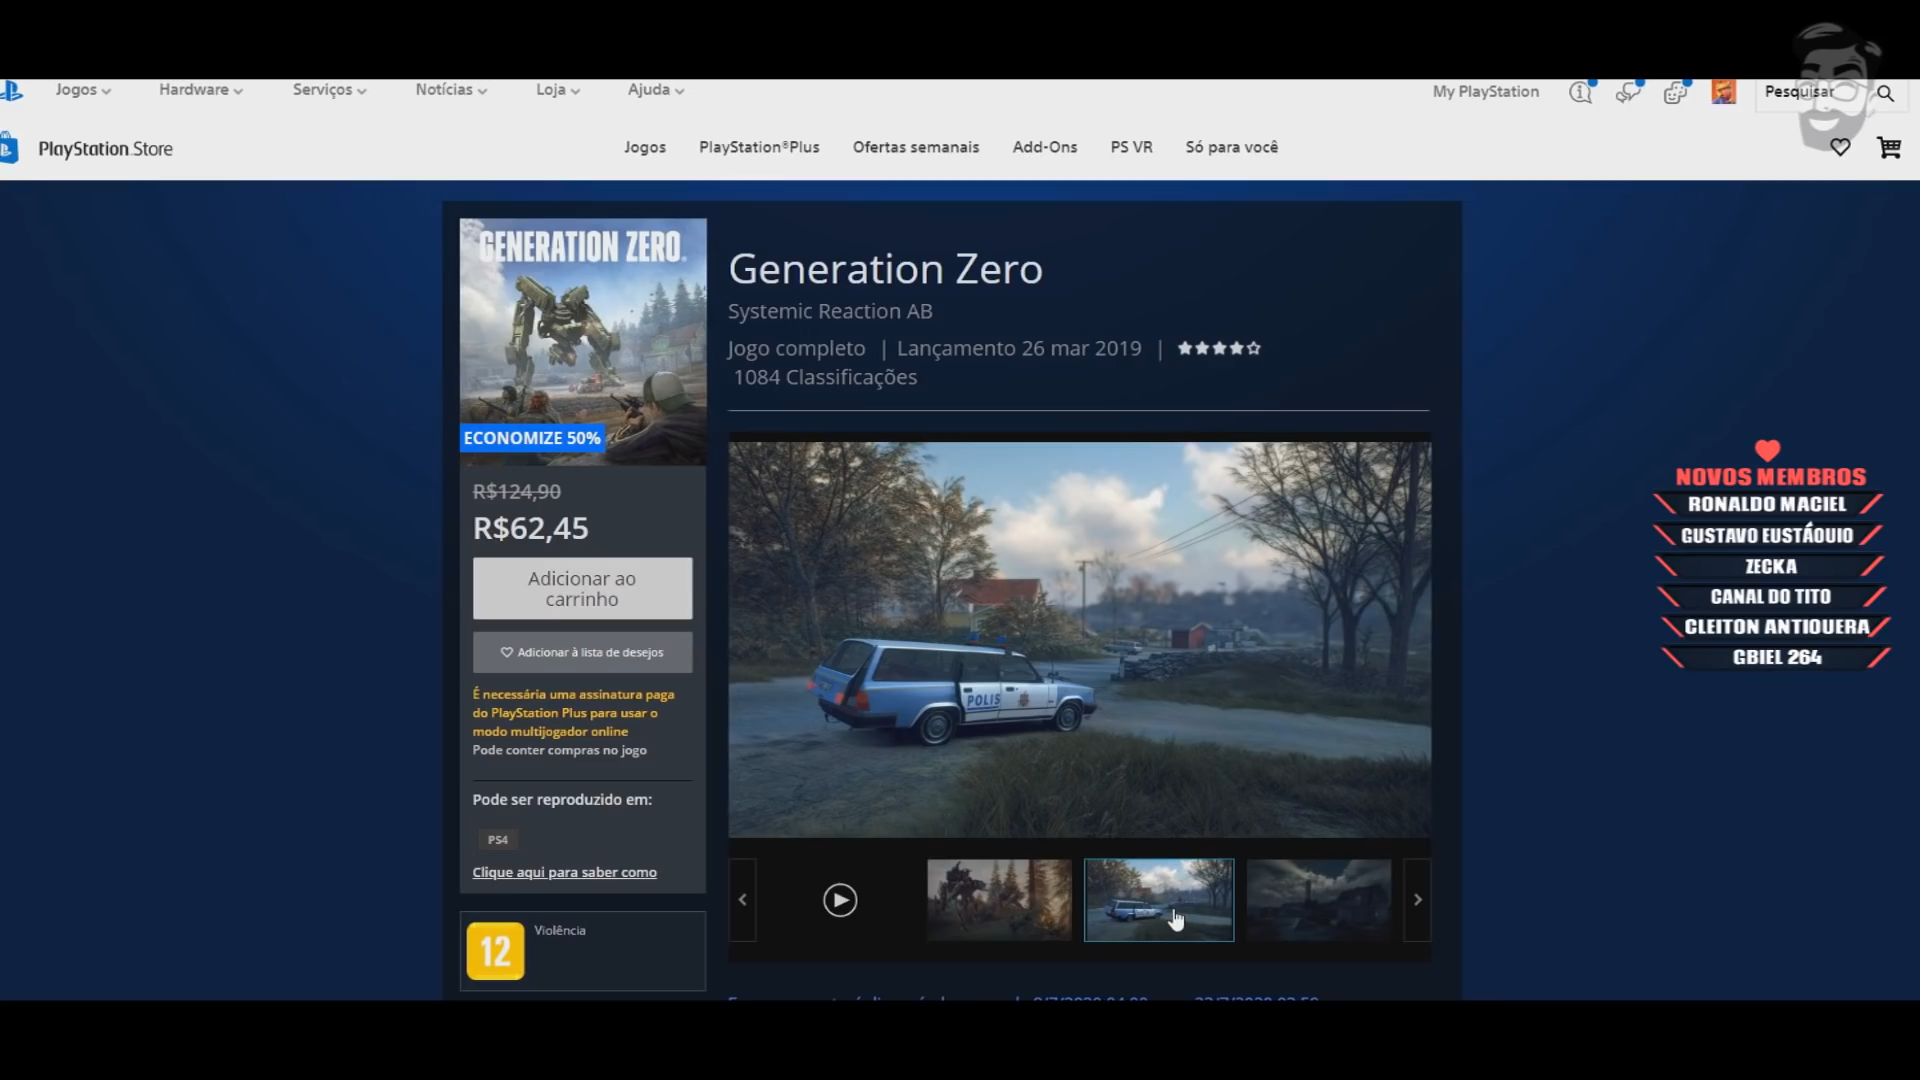 Jogos
Hardware
Serviços
Notícias
Loja
Ajuda
My PlayStation
Pesquisar
PlayStation Store
Jogos
PlayStation®Plus
Ofertas semanais
Add-Ons
PS VR
Só para você
GENERATION ZERO®
ECONOMIZE 50%
R$124,90
R$62,45
Adicionar ao
carrinho
Adicionar à lista de desejos
É necessária uma assinatura paga
do PlayStation Plus para usar o
modo multijogador online
Pode conter compras no jogo
Pode ser reproduzido em:
PS4
Clique aqui para saber como
12
Violência
Generation Zero
Systemic Reaction AB
Jogo completo | Lançamento 26 mar 2019 |
1084 Classificações
POLIS
NOVOS MEMBROS
RONALDO MACIEL
GUSTAVO EUSTÁQUIO
ZECKA
CANAL DO TITO
CLEITON ANTIQUERA
GBIEL 264